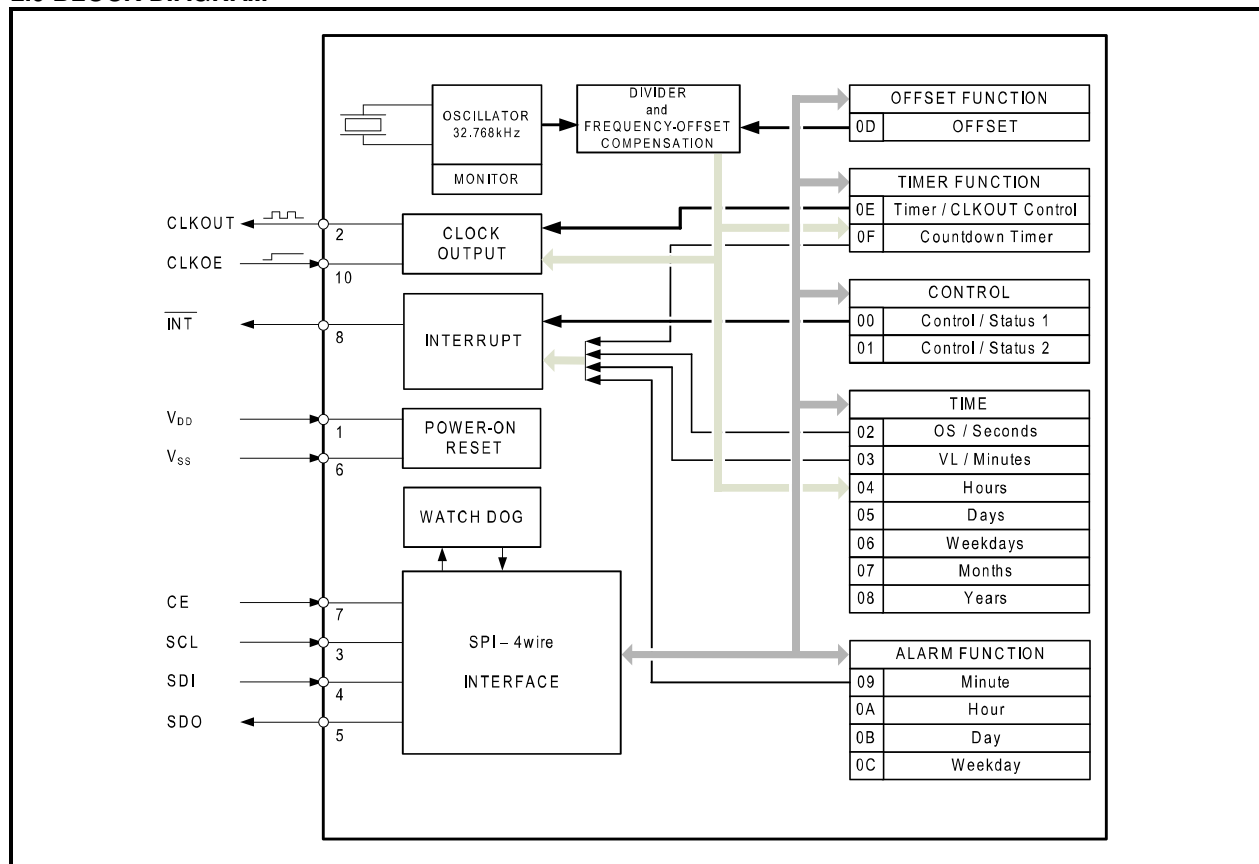 OSCILLATOR
32.768kHz
MONITOR
DIVIDER
and
FREQUENCY-OFFSET
COMPENSATION
OFFSET FUNCTION
0D OFFSET
TIMER FUNCTION
0E Timer / CLKOUT Control
0F Countdown Timer
CLKOUT
2
CLKOE
10
CLOCK
OUTPUT
CONTROL
00 Control / Status 1
01 Control / Status 2
INT
8
INTERRUPT
VDD
1
VSS
6
POWER-ON
RESET
TIME
02 OS / Seconds
03 VL / Minutes
04 Hours
05 Days
06 Weekdays
07 Months
08 Years
WATCH DOG
CE
7
SCL
3
SDI
4
SDO
5
SPI – 4wire
INTERFACE
ALARM FUNCTION
09 Minute
0A Hour
0B Day
0C Weekday